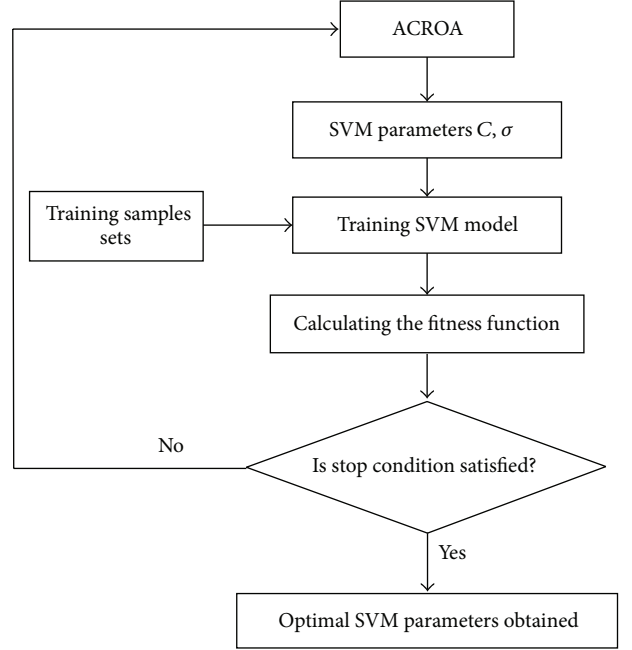 ACROA
SVM parameters C, σ
Training samples
sets
Training SVM model
Calculating the fitness function
No
Is stop condition satisfied?
Yes
Optimal SVM parameters obtained